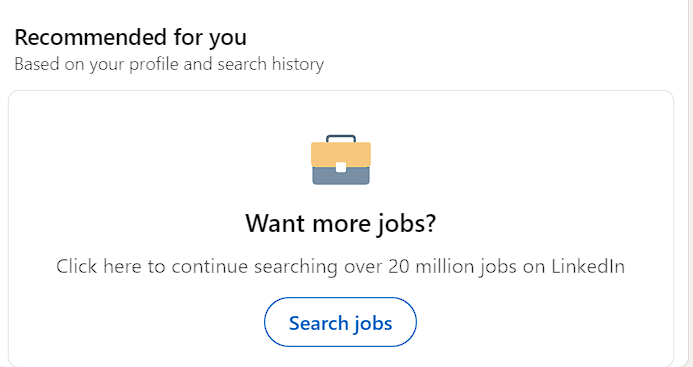 Recommended for you
Based on your profile and search history
Want more jobs?
Click here to continue searching over 20 million jobs on LinkedIn
Search jobs